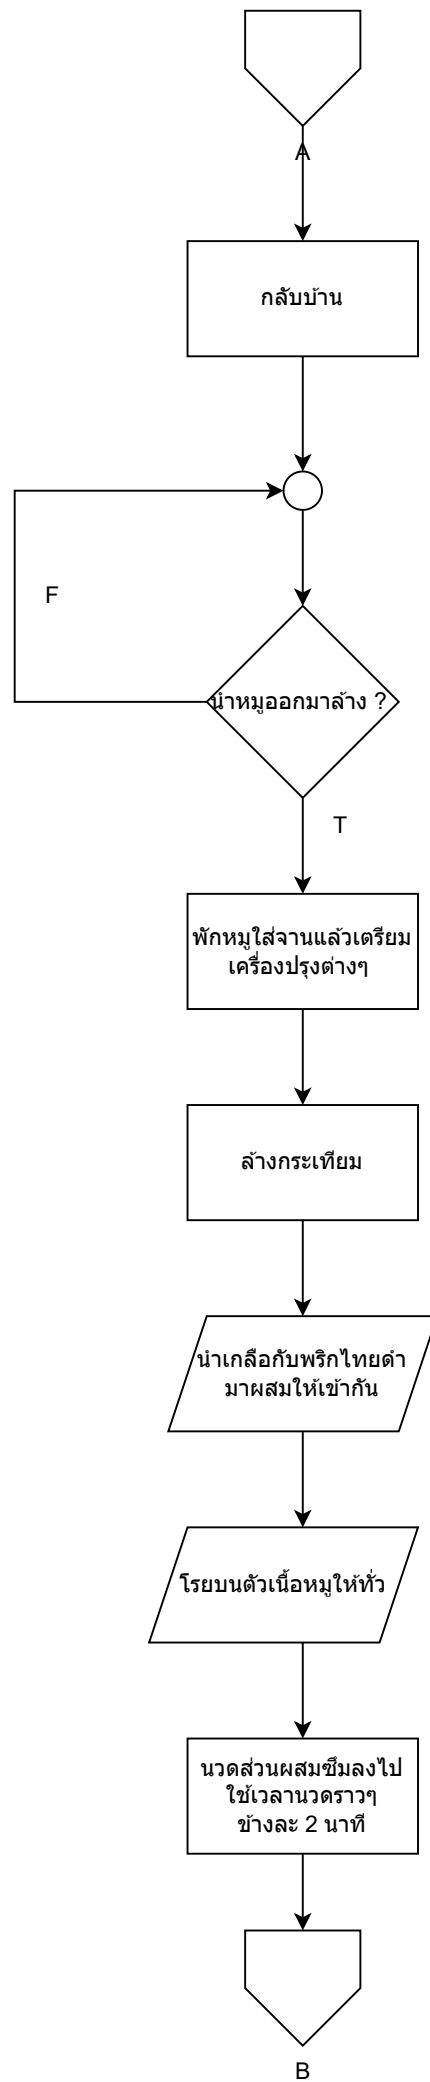 A
กลับบ้าน
F
นำหมูออกมาล้าง ?
T
พักหมูใส่จานแล้วเตรียม
เครื่องปรุงต่างๆ
ล้างกระเทียม
นำเกลือกับพริกไทยดำ
มาผสมให้เข้ากัน
โรยบนตัวเนื้อหมูให้ทั่ว
นวดส่วนผสมซึมลงไป
ใช้เวลานวดราวๆ
ข้างละ 2 นาที
B